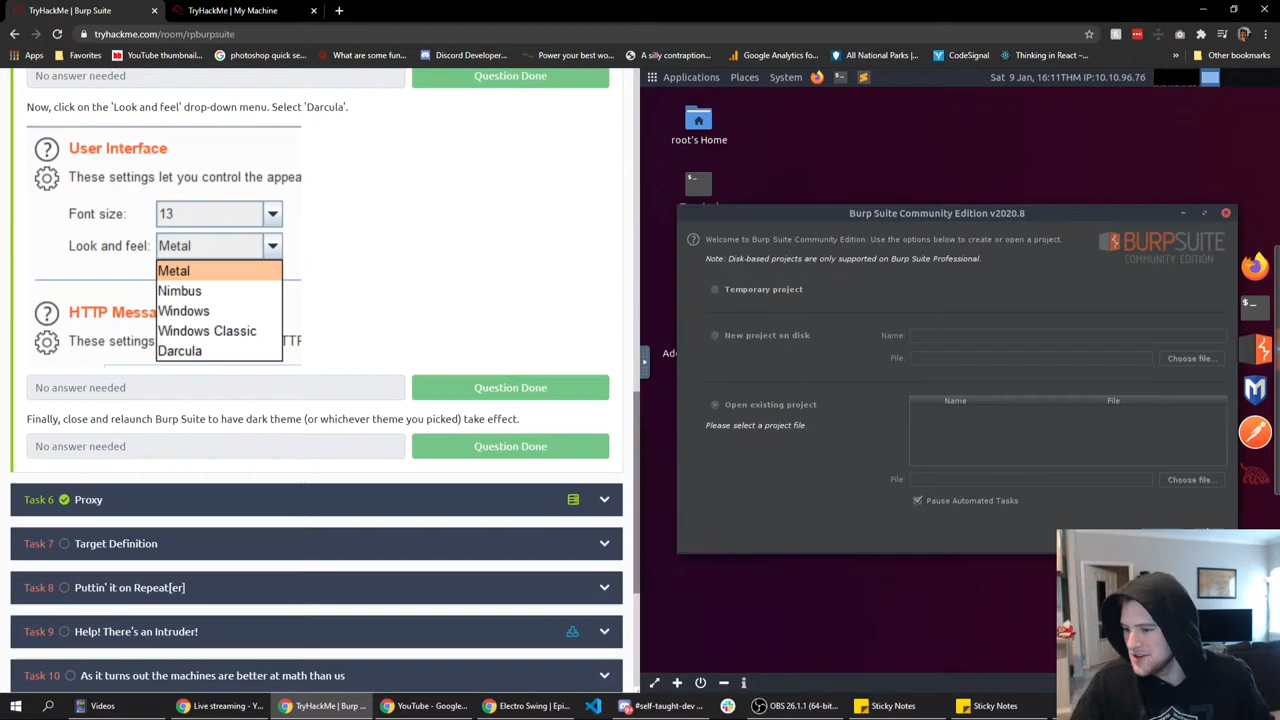 TryHackMe | Burp Suite
TryHackMe | My Machine
tryhackme.com/room/rpburpsuite
Apps
Favorites
YouTube thumbnail...
What are some fun...
photoshop quick se...
Discord Developer...
Power your best wo...
A silly contraption...
Google Analytics fo...
All National Parks |...
CodeSignal
Thinking in React –...
Other bookmarks
No answer needed
Question Done
Now, click on the 'Look and feel' drop-down menu. Select 'Darcula'.
User Interface
These settings let you control the appea
Font size:
13
Look and feel:
Metal
Metal
Nimbus
Windows
Windows Classic
Darcula
HTTP Messa
These settings
TF
No answer needed
Question Done
Finally, close and relaunch Burp Suite to have dark theme (or whichever theme you picked) take effect.
No answer needed
Question Done
Task 6
Proxy
Task 7
Target Definition
Task 8
Puttin' it on Repeat[er]
Task 9
Help! There's an Intruder!
Task 10
As it turns out the machines are better at math than us
Applications
Places
System
Sat 9 Jan, 16:11
THM IP:10.10.96.76
root's Home
Burp Suite Community Edition v2020.8
Welcome to Burp Suite Community Edition. Use the options below to create or open a project.
Note: Disk-based projects are only supported on Burp Suite Professional.
BURPSUITE
COMMUNITY EDITION
Temporary project
New project on disk
Name:
File:
Choose file...
Open existing project
Name
File
Please select a project file
File:
Choose file...
Pause Automated Tasks
Videos
Live streaming - Y...
TryHackMe | Burp ...
YouTube - Google...
Electro Swing | Epi...
#self-taught-dev ...
OBS 26.1.1 (64-bit...
Sticky Notes
Sticky Notes